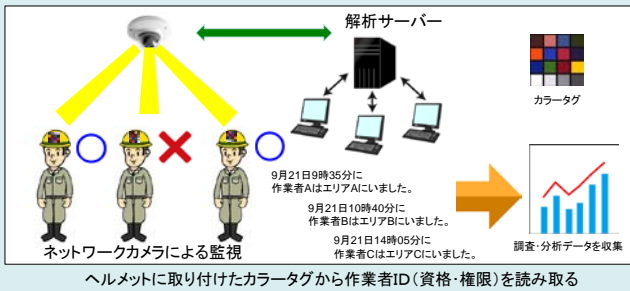 解析サーバー
カラータグ
9月21日9時35分に
作業者AはエリアAにいました。
9月21日10時40分に
作業者BはエリアBにいました。
9月21日14時05分に
作業者CはエリアCにいました。
ネットワークカメラによる監視
調査・分析データを収集
ヘルメットに取り付けたカラータグから作業者ID(資格・権限)を読み取る